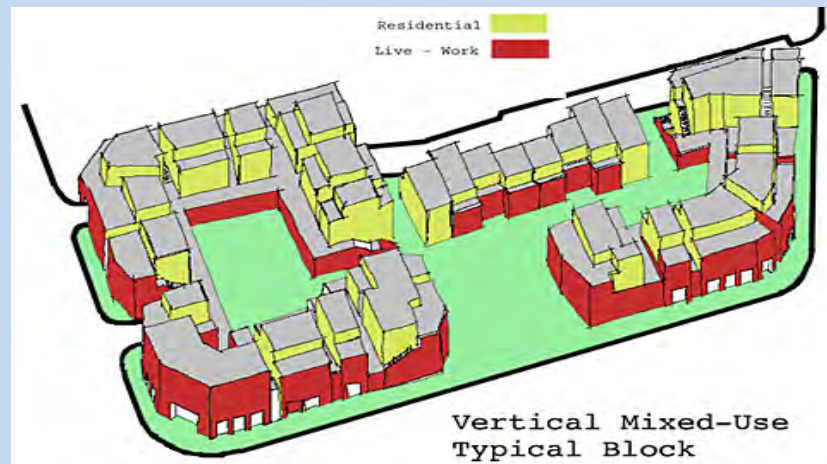 Residential
Live - Work
Vertical Mixed-Use
Typical Block